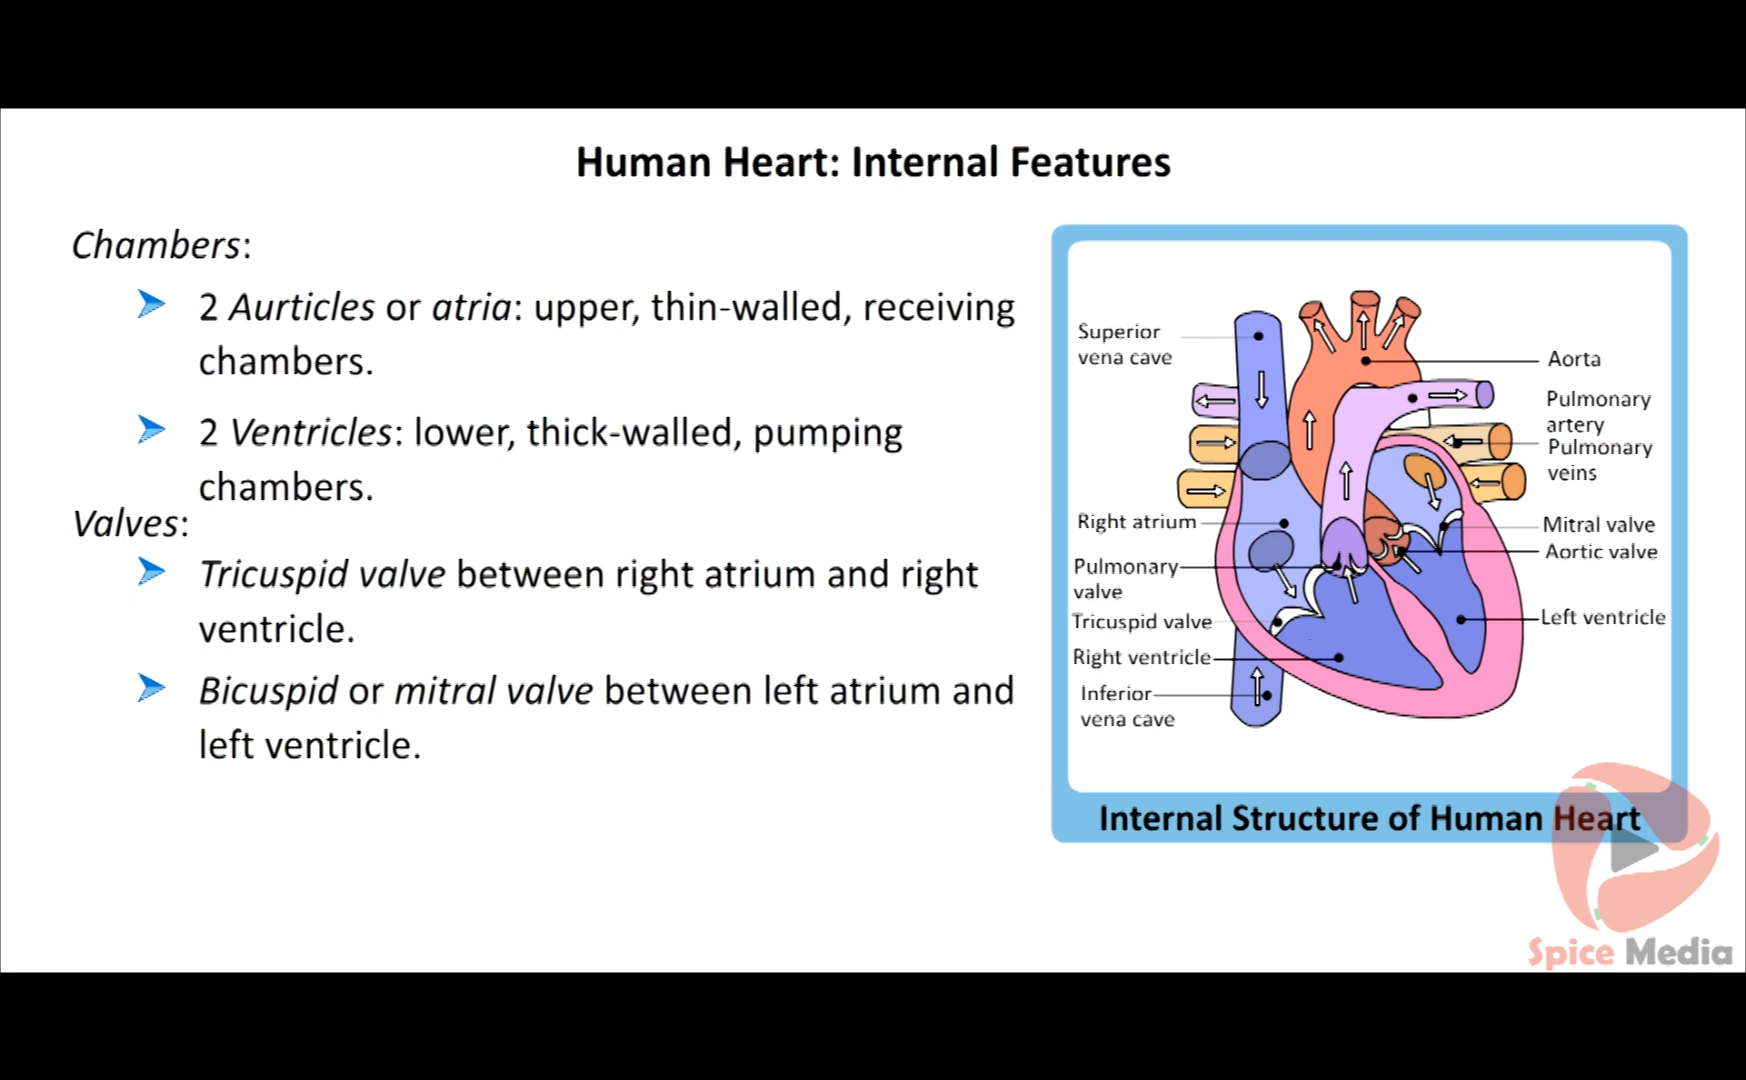 Human Heart: Internal Features
Chambers:
2 Aurticles or atria: upper, thin-walled, receiving
chambers.
2 Ventricles: lower, thick-walled, pumping
chambers.
Valves:
Tricuspid valve between right atrium and right
ventricle.
Bicuspid or mitral valve between left atrium and
left ventricle.
Superior
vena cave
Right atrium
Pulmonary
valve
Tricuspid valve
Right ventricle
Inferior
vena cave
Aorta
Pulmonary
artery
Pulmonary
veins
Mitral valve
Aortic valve
Left ventricle
Internal Structure of Human Heart
Spice Media